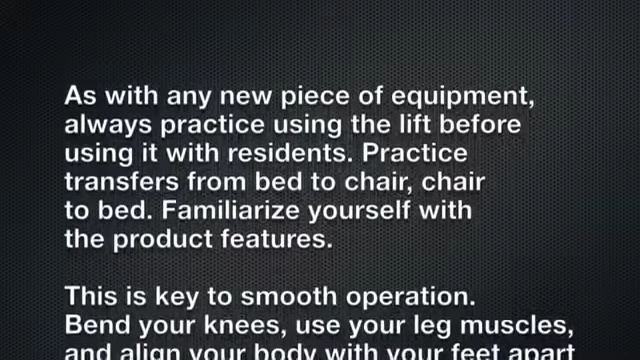 As with any new piece of equipment,
always practice using the lift before
using it with residents. Practice
transfers from bed to chair, chair
to bed. Familiarize yourself with
the product features.
This is key to smooth operation.
Bend your knees, use your leg muscles,
and align your body with your feet apart